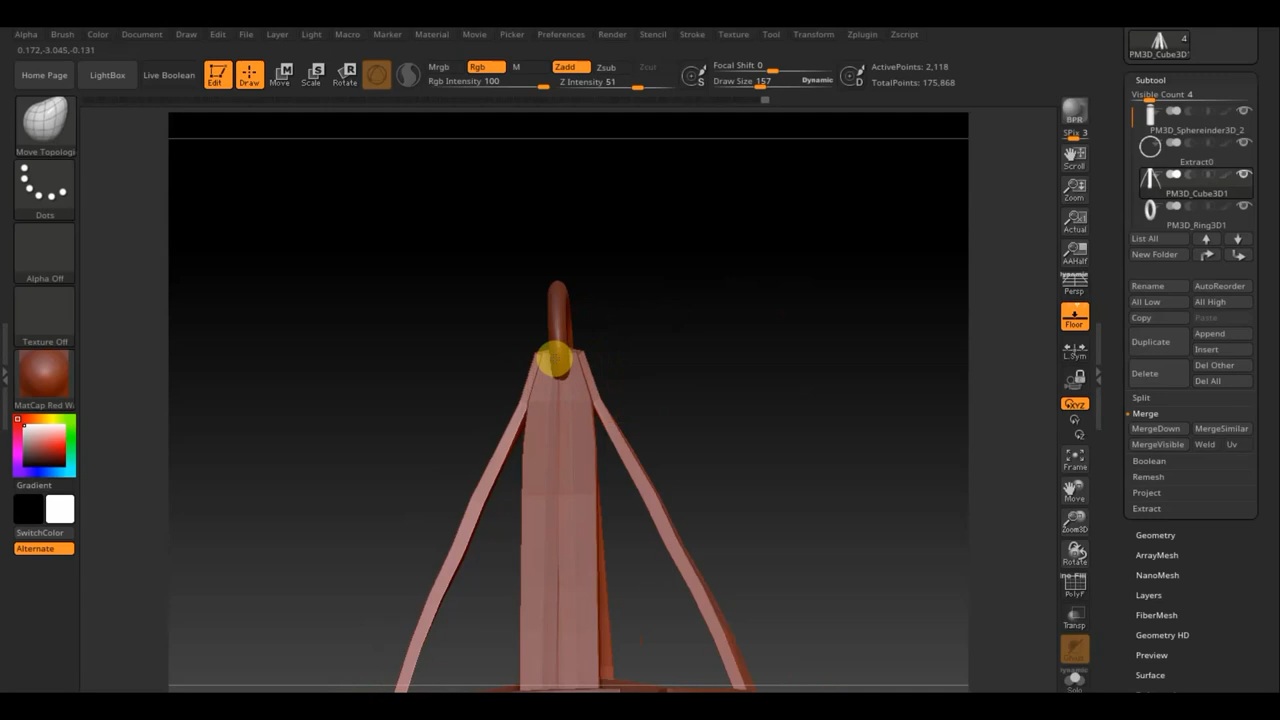 Alpha Brush Color Document Draw Edit File Layer Light Macro Marker Material Movie Picker Preferences Render Stencil Stroke Texture Tool Transform Zplugin Zscript
0.172,-3.045,-0.131
Home Page LightBox Live Boolean Edit Draw Move Scale Rotate
Mrgb Rgb M Zadd Zsub Zcut
Rgb Intensity 100 Z Intensity 51
Focal Shift 0
Draw Size 157 Dynamic
S
D
ActivePoints: 2,118
TotalPoints: 175,868
4
PM3D_Cube3D1
Subtool
Visible Count 4
PM3D_Sphereinder3D_2
Extract0
PM3D_Cube3D1
PM3D_Ring3D1
List All
New Folder
Rename AutoReorder
All Low All High
Copy Paste
Duplicate Append
Insert
Delete Del Other
Del All
Split
Merge
MergeDown MergeSimilar
MergeVisible Weld Uv
Boolean
Remesh
Project
Extract
Geometry
ArrayMesh
NanoMesh
Layers
FiberMesh
Geometry HD
Preview
Surface
Move Topologi
Dots
Alpha Off
Texture Off
MatCap Red W
Gradient
SwitchColor
Alternate
BPR
SPix 3
Scroll
Zoom
Actual
AAHalf
Dynamic
Persp
Floor
L.Sym
XYZ
Frame
Move
Zoom3D
Rotate
Line Fill
PolyF
Transp
Ghost
Dynamic
Solo